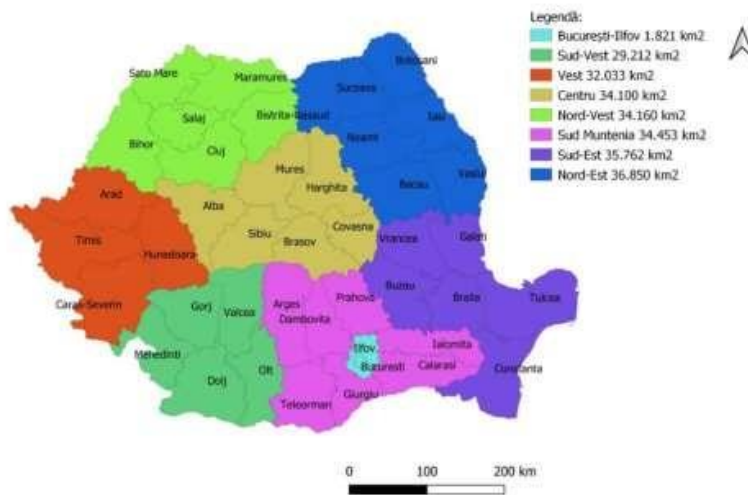 Legendă:
București-Ilfov 1.821 km2
Sud-Vest 29.212 km2
Vest 32.033 km2
Centru 34.100 km2
Nord-Vest 34.160 km2
Sud Muntenia 34.453 km2
Sud-Est 35.762 km2
Nord-Est 36.850 km2
Botosani
Sato Mare
Maramures
Suceava
Salaj
Bistrita-Nasaud
Iasi
Neamt
Bihor
Cluj
Mures
Bacau
Vaslui
Arad
Harghita
Alba
Covasna
Timis
Sibiu
Brasov
Vrancea
Galati
Hunedoara
Buzau
Braila
Tulcea
Caras-Severin
Gorj
Valcea
Arges
Prahova
Dambovita
Mehedinti
Ilfov
Ialomita
Dolj
Olt
Bucuresti
Calarasi
Constanta
Giurgiu
Teleorman
0 100 200 km